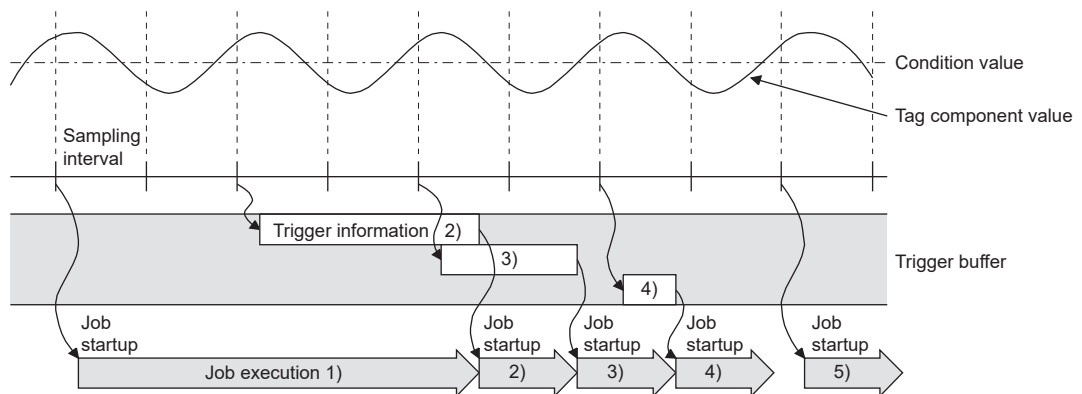 Condition value
Tag component value
Sampling
interval
Trigger information 2)
3)
Trigger buffer
4)
Job
startup
Job
startup
Job
startup
Job
startup
Job
startup
Job execution 1)
2)
3)
4)
5)